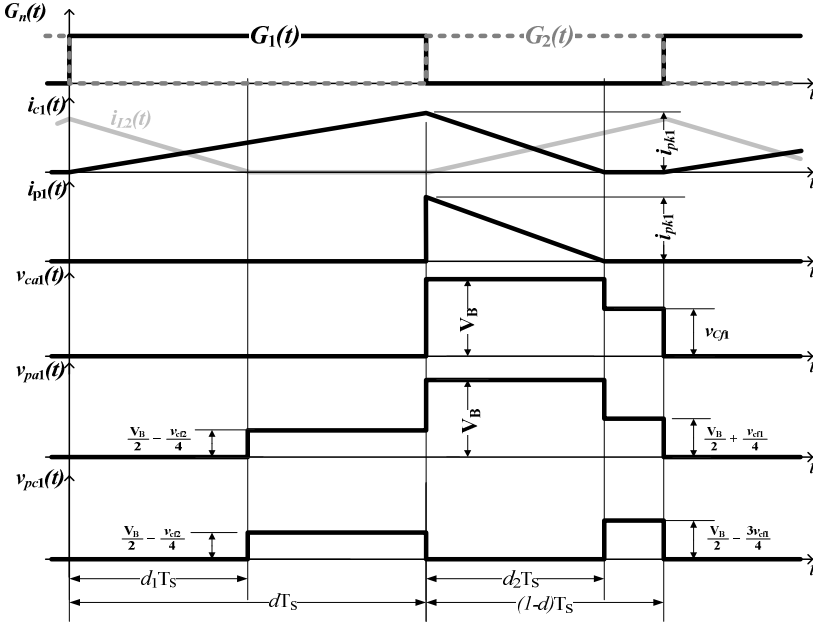 Gn(t)
G1(t)
G2(t)
t
ic1(t)
iL2(t)
ipk1
t
ip1(t)
ipk1
t
vca1(t)
VB
vCf1
t
vpa1(t)
VB/2 − vcf2/4
VB
VB/2 + vcf1/4
t
vpc1(t)
VB/2 − vcf2/4
VB/2 − 3vcf1/4
t
d1TS
d2TS
dTS
(1-d)TS